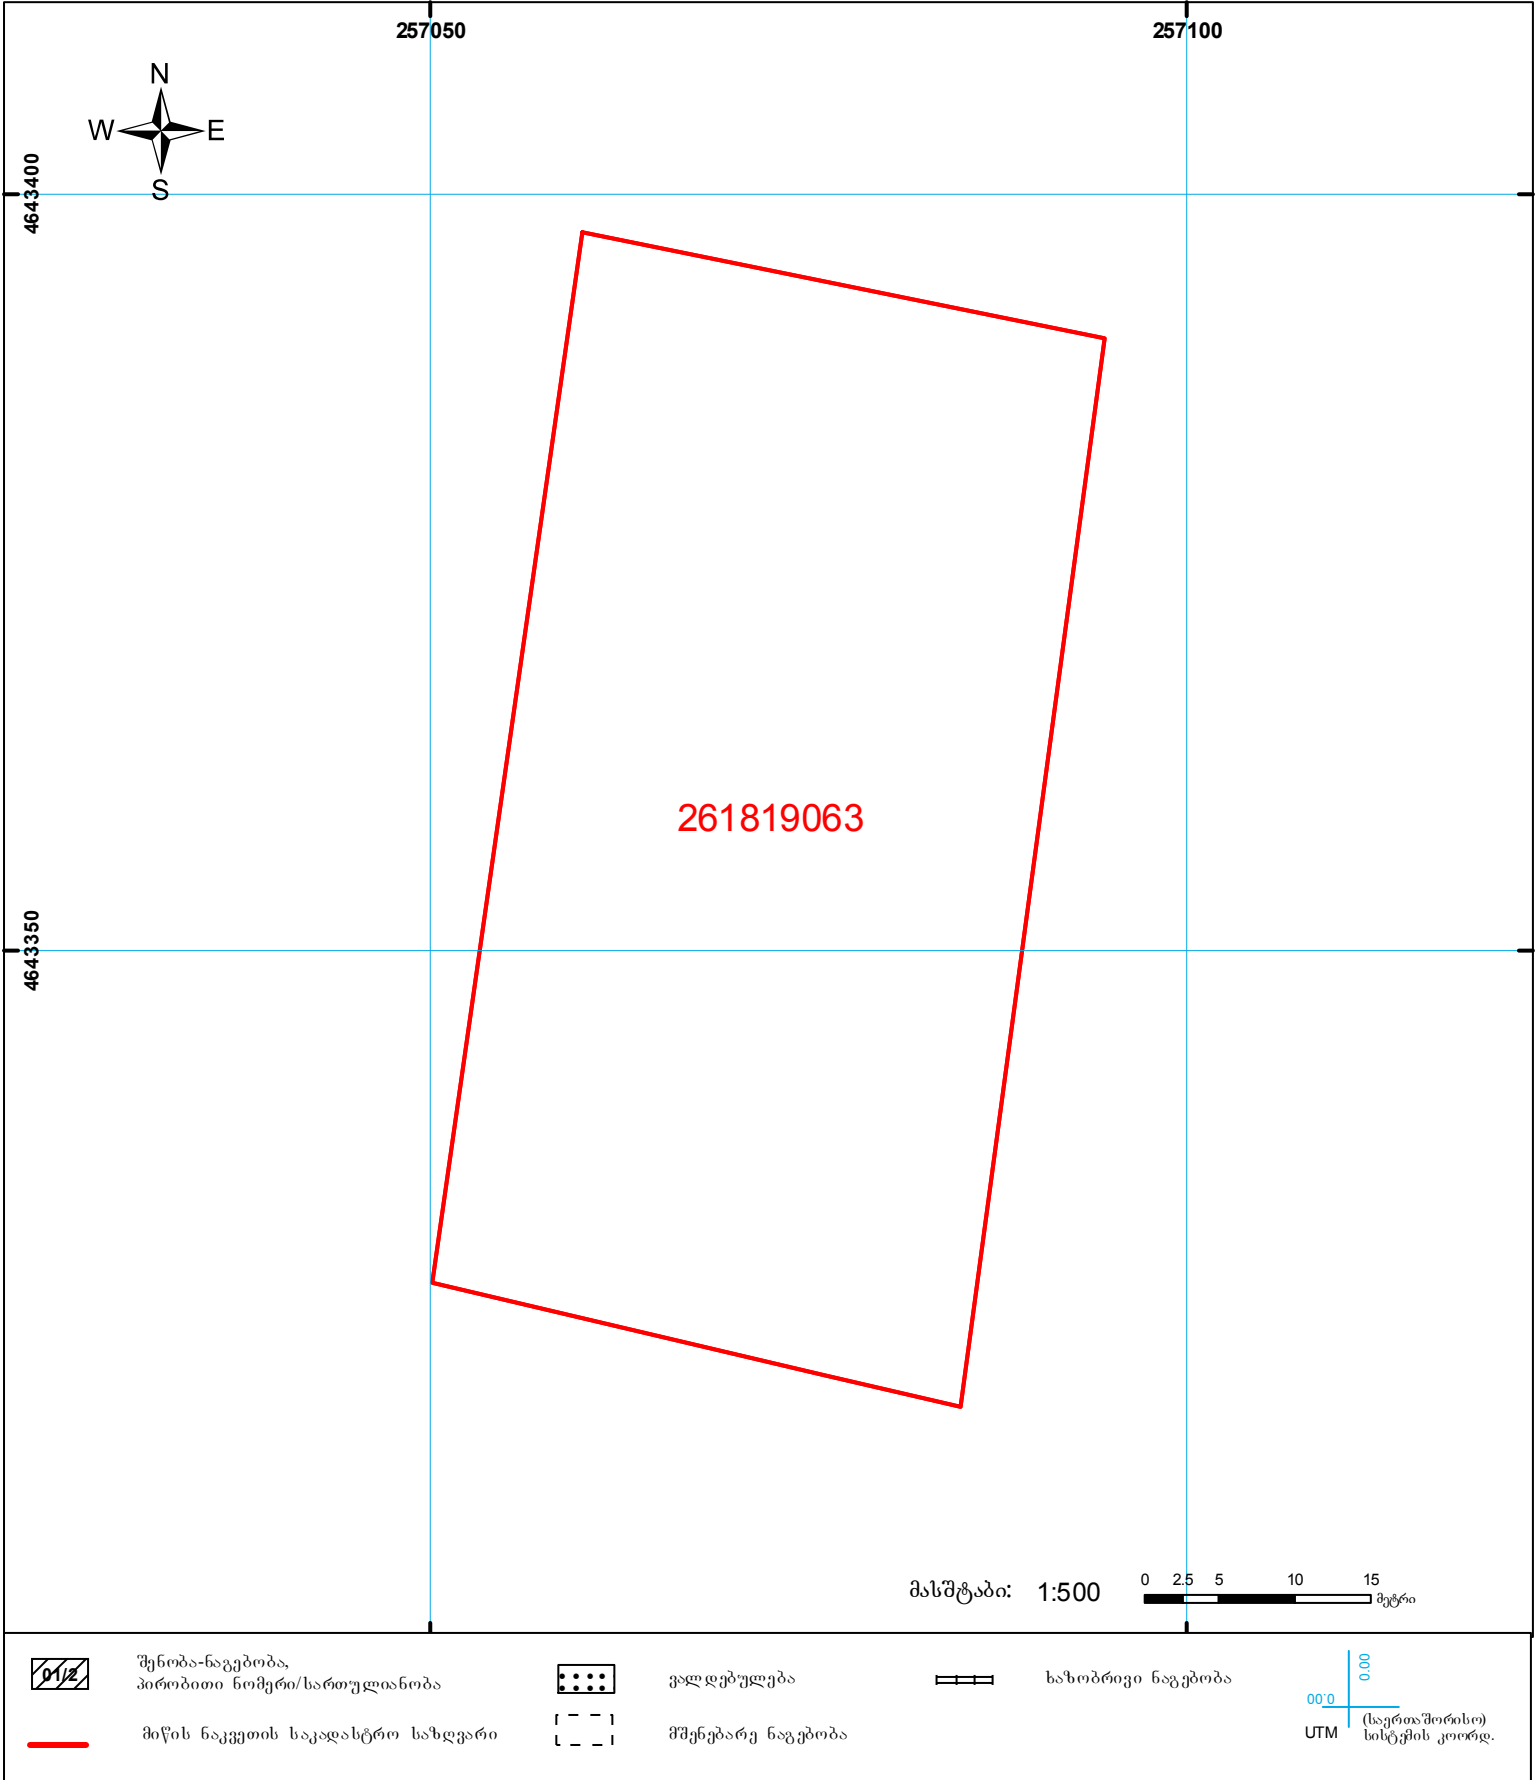 257050
257100
N
W
E
S
4643400
261819063
4643350
მასშტაბი: 1:500
0 2.5 5 10 15
მეტრი
01/2
შენობა-ნაგებობა,
პირობითი ნომერი/სართულიანობა
ვალდებულება
ხაზობრივი ნაგებობა
0.00
00.0
მიწის ნაკვეთის საკადასტრო საზღვარი
მშენებარე ნაგებობა
UTM
(საერთაშორისო)
სისტემის კოორდ.